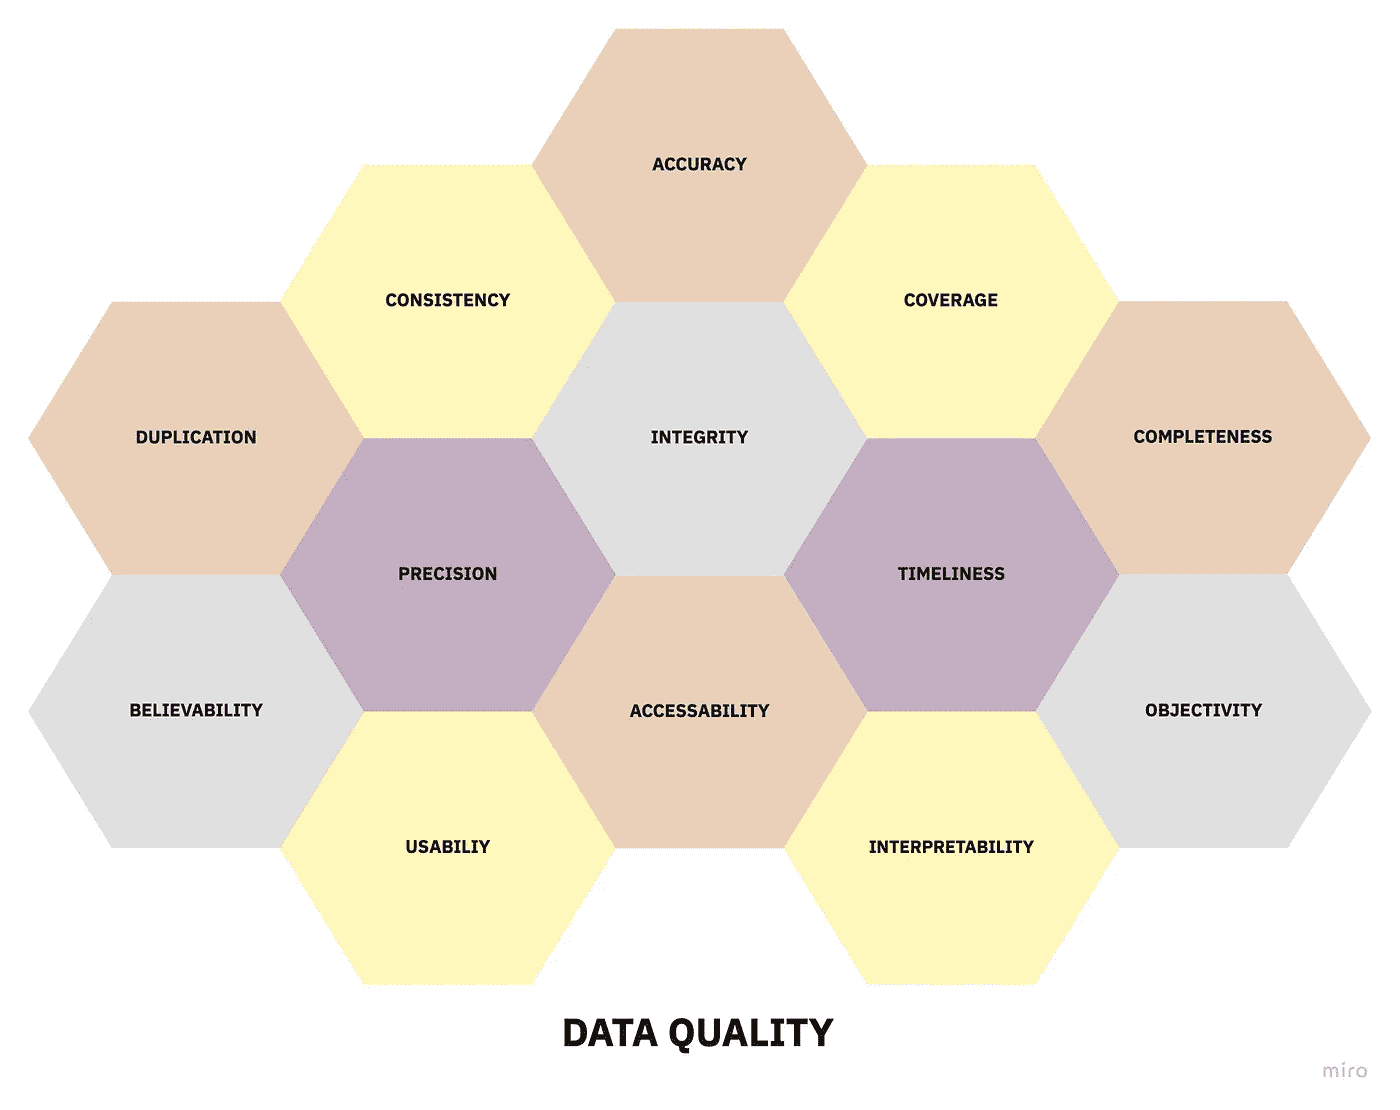 ACCURACY
CONSISTENCY
COVERAGE
DUPLICATION
INTEGRITY
COMPLETENESS
PRECISION
TIMELINESS
BELIEVABILITY
ACCESSABILITY
OBJECTIVITY
USABILIY
INTERPRETABILITY
DATA QUALITY
miro